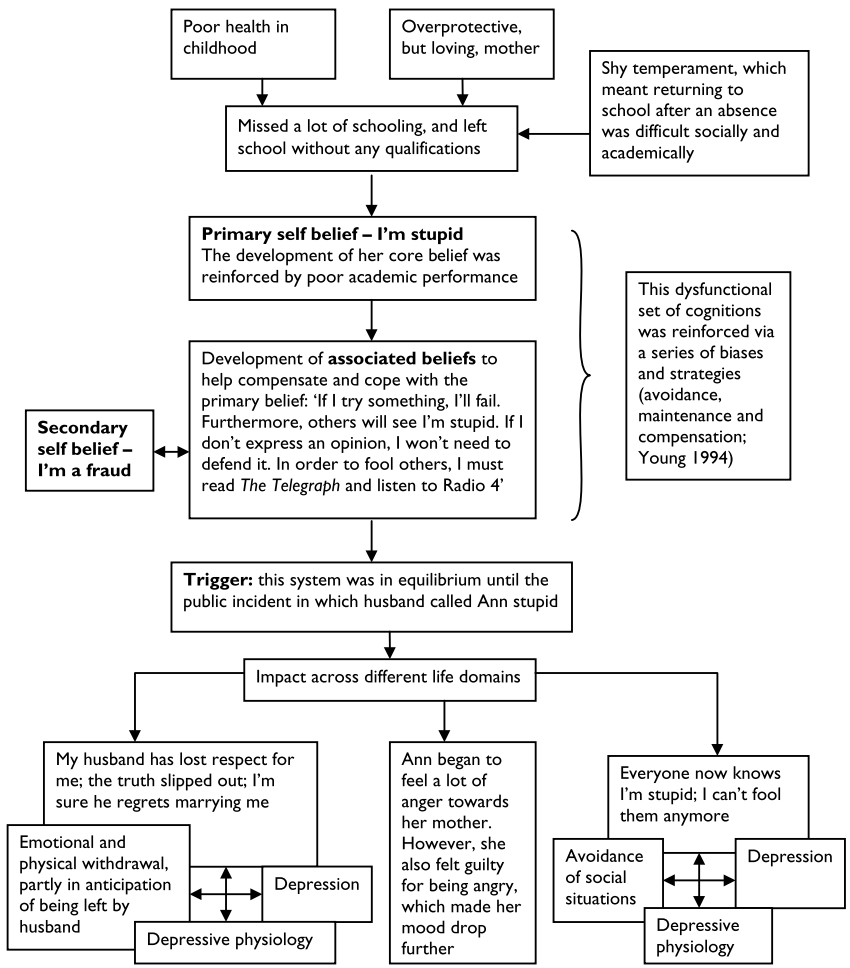 Poor health in
childhood
Overprotective,
but loving, mother
Shy temperament, which
meant returning to
school after an absence
was difficult socially and
academically
Missed a lot of schooling, and left
school without any qualifications
Primary self belief – I'm stupid
The development of her core belief was
reinforced by poor academic performance
This dysfunctional
set of cognitions
was reinforced via
a series of biases
and strategies
(avoidance,
maintenance and
compensation;
Young 1994)
Development of associated beliefs to
help compensate and cope with the
primary belief: ‘If I try something, I'll fail.
Furthermore, others will see I'm stupid. If I
don't express an opinion, I won't need to
defend it. In order to fool others, I must
read The Telegraph and listen to Radio 4’
Secondary
self belief –
I'm a fraud
Trigger: this system was in equilibrium until the
public incident in which husband called Ann stupid
Impact across different life domains
My husband has lost respect for
me; the truth slipped out; I'm
sure he regrets marrying me
Emotional and
physical withdrawal,
partly in anticipation
of being left by
husband
Depression
Depressive physiology
Ann began to
feel a lot of
anger towards
her mother.
However, she
also felt guilty
for being angry,
which made her
mood drop
further
Everyone now knows
I'm stupid; I can't fool
them anymore
Avoidance
of social
situations
Depression
Depressive
physiology